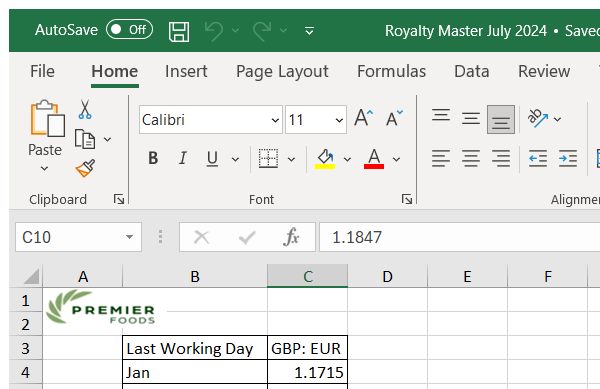 AutoSave Off Royalty Master July 2024 • Saved
File Home Insert Page Layout Formulas Data Review
Paste
Calibri 11 A A
B I U A
Clipboard Font Alignm
C10 fx 1.1847
A B C D E F
1
PREMIER
FOODS
2
3 Last Working Day GBP: EUR
4 Jan 1.1715